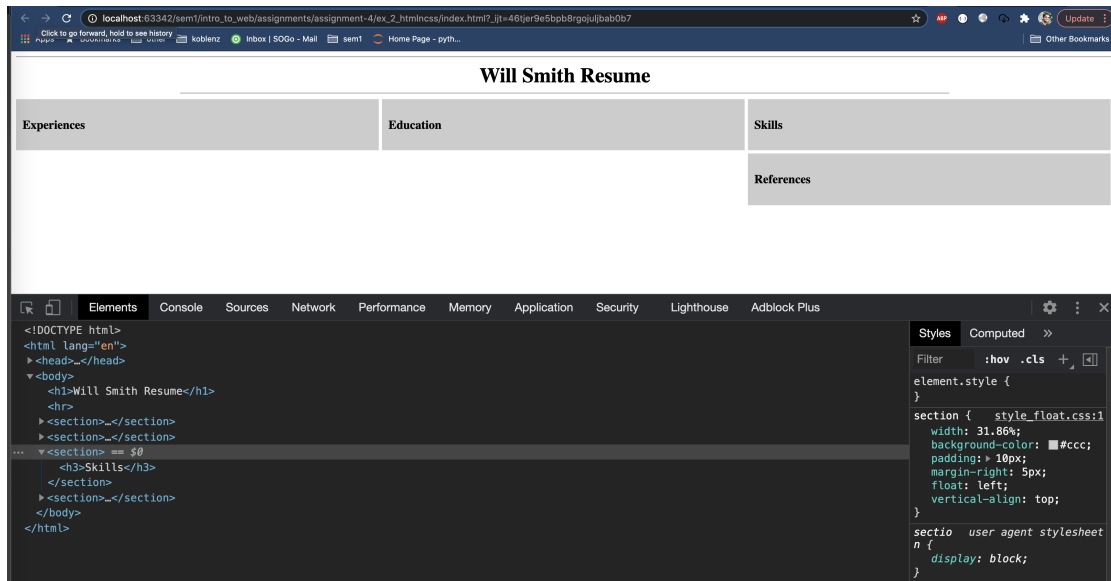 localhost:63342/sem1/intro_to_web/assignments/assignment-4/ex_2_htmlncss/index.html?_ijt=46tjer9e5bpb8rgojuljbab0b7
ABP
Update
Click to go forward, hold to see history
Apps Bookmarks other koblenz Inbox | SOGo - Mail sem1 Home Page - pyth... Other Bookmarks
Will Smith Resume
Experiences Education Skills
References
Elements Console Sources Network Performance Memory Application Security Lighthouse Adblock Plus
<!DOCTYPE html>
<html lang="en">
▶<head>…</head>
▼<body>
<h1>Will Smith Resume</h1>
<hr>
▶<section>…</section>
▶<section>…</section>
… ▼<section> == $0
<h3>Skills</h3>
</section>
▶<section>…</section>
</body>
</html>
Styles Computed »
Filter :hov .cls +
element.style {
}
section { style_float.css:1
width: 31.86%;
background-color: #ccc;
padding: ▶ 10px;
margin-right: 5px;
float: left;
vertical-align: top;
}
sectio user agent stylesheet
n {
display: block;
}